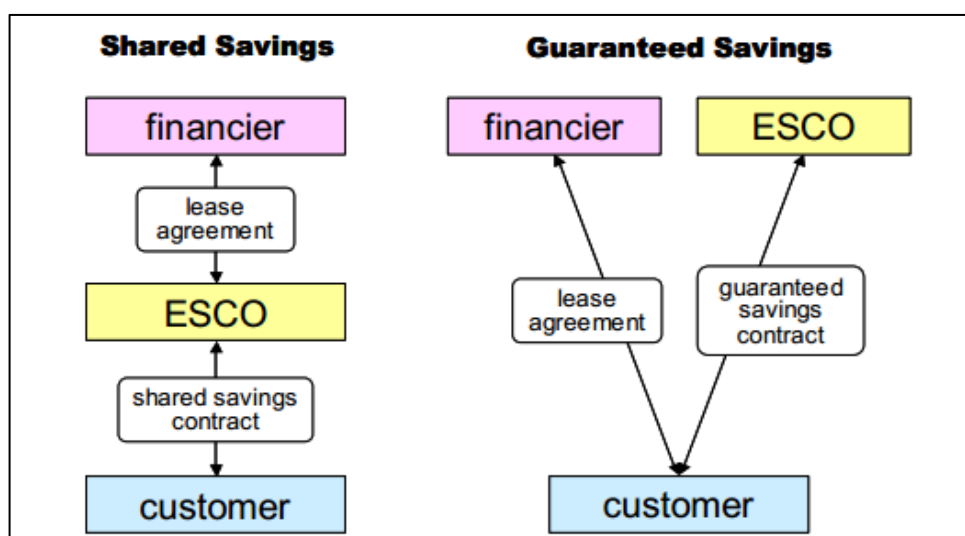 Shared Savings
financier
lease
agreement
ESCO
shared savings
contract
customer
Guaranteed Savings
financier
ESCO
lease
agreement
guaranteed
savings
contract
customer